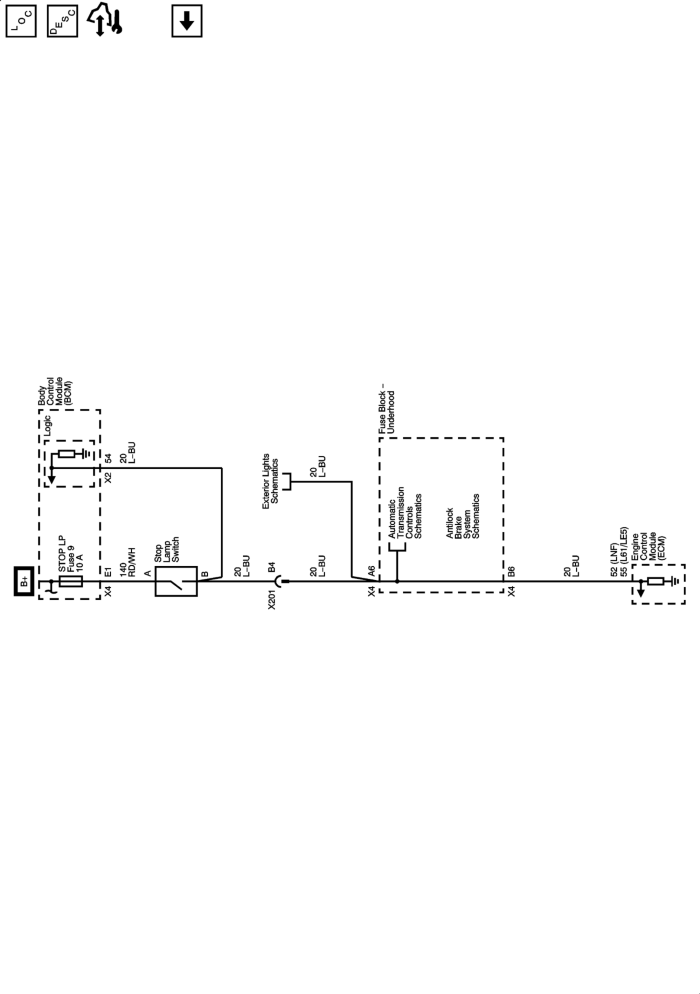 LOC
DESC
B+
Body
Control
Module
(BCM)
Logic
STOP LP
Fuse 9
10 A
X4
E1
X2
54
140
RD/WH
20
L–BU
A
Stop
Lamp
Switch
B
20
L–BU
X201
B4
Exterior Lights
Schematics
20
L–BU
20
L–BU
X4
A6
Fuse Block –
Underhood
Automatic
Transmission
Controls
Schematics
Antilock
Brake
System
Schematics
X4
B6
20
L–BU
52 (LNF)
55 (L61/LE5)
Engine
Control
Module
(ECM)